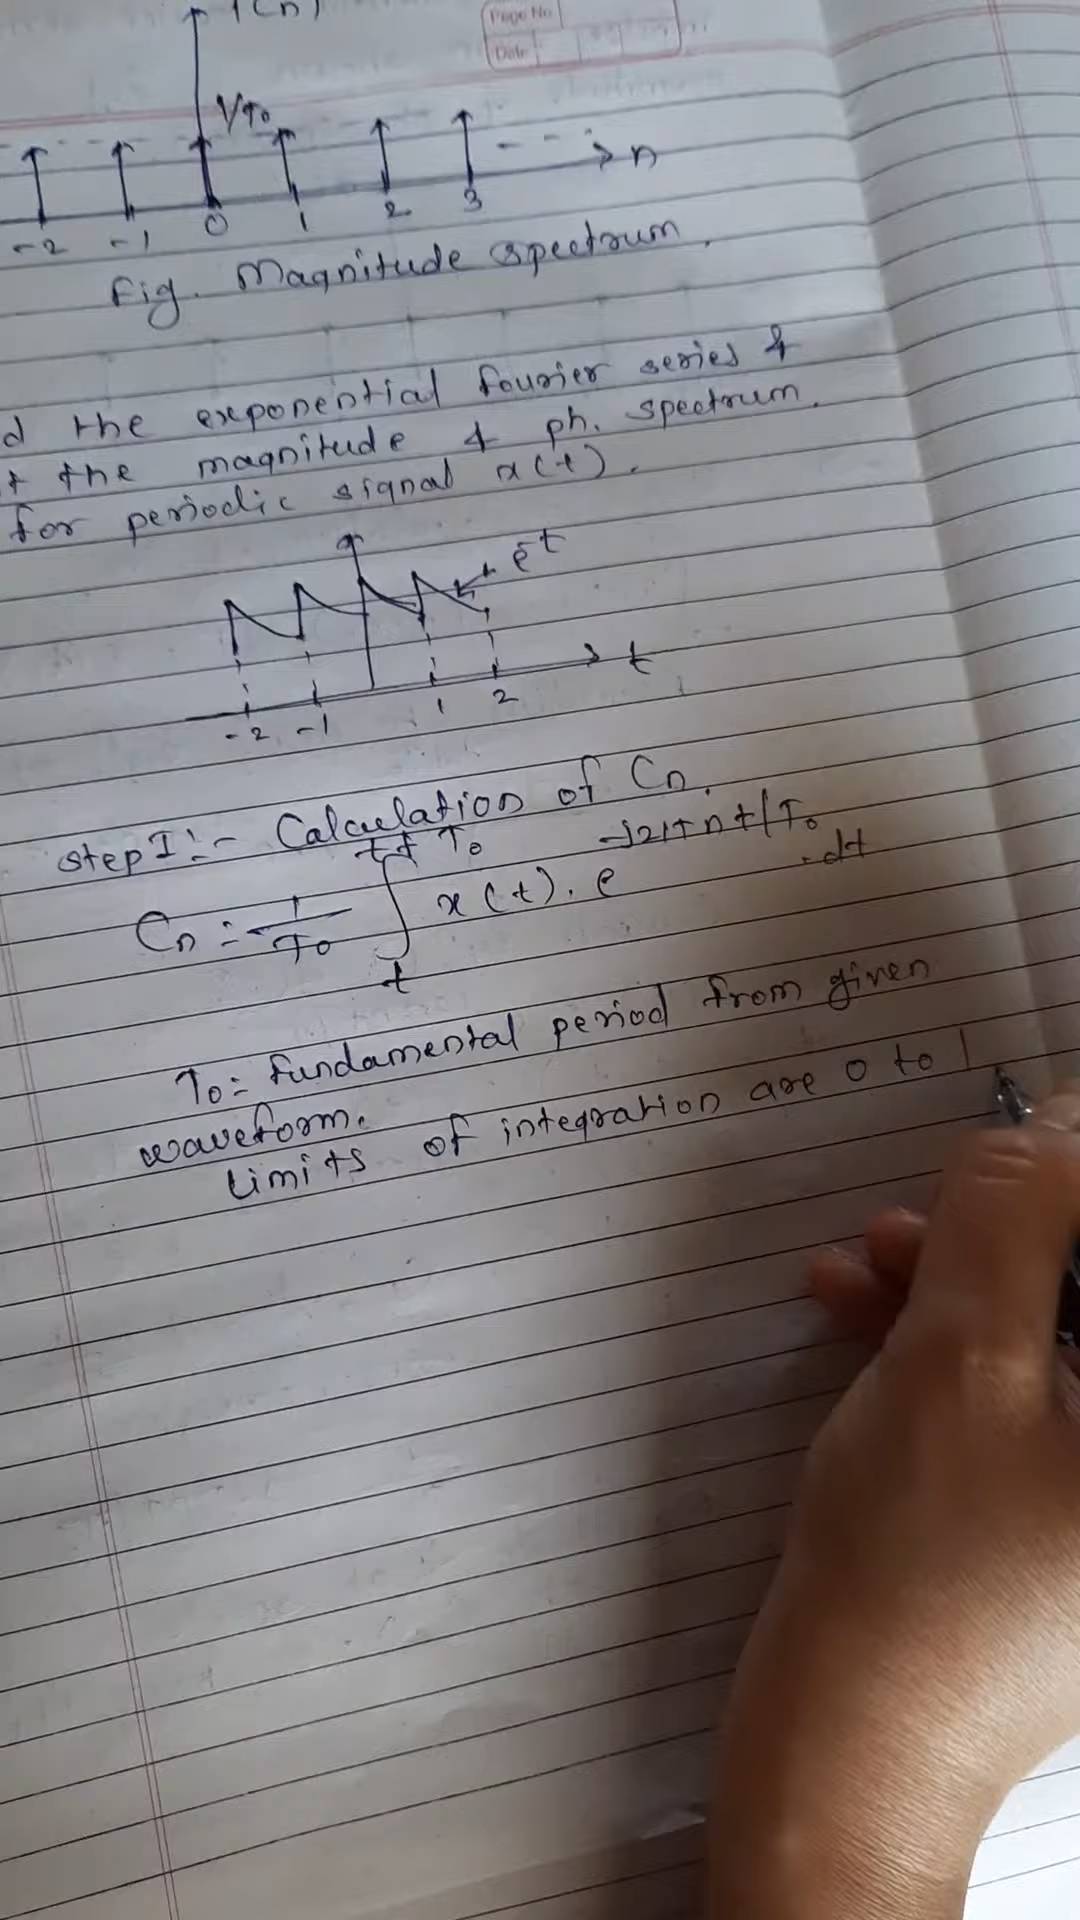 |Cn|
Page No
Date
1/T₀
n
-2 -1 0 1 2 3
Fig. Magnitude spectrum.
d the exponential fourier series &
t the magnitude & ph. spectrum.
for periodic signal x(t).
e⁻ᵗ
t
-2 -1 1 2
step I :- Calculation of Cn.
Cn = 1/T₀ ∫ₜ^(t+T₀) x(t). e^(-j2πnt/T₀) .dt
T₀ = fundamental period from given
waveform.
Limits of integration are 0 to 1